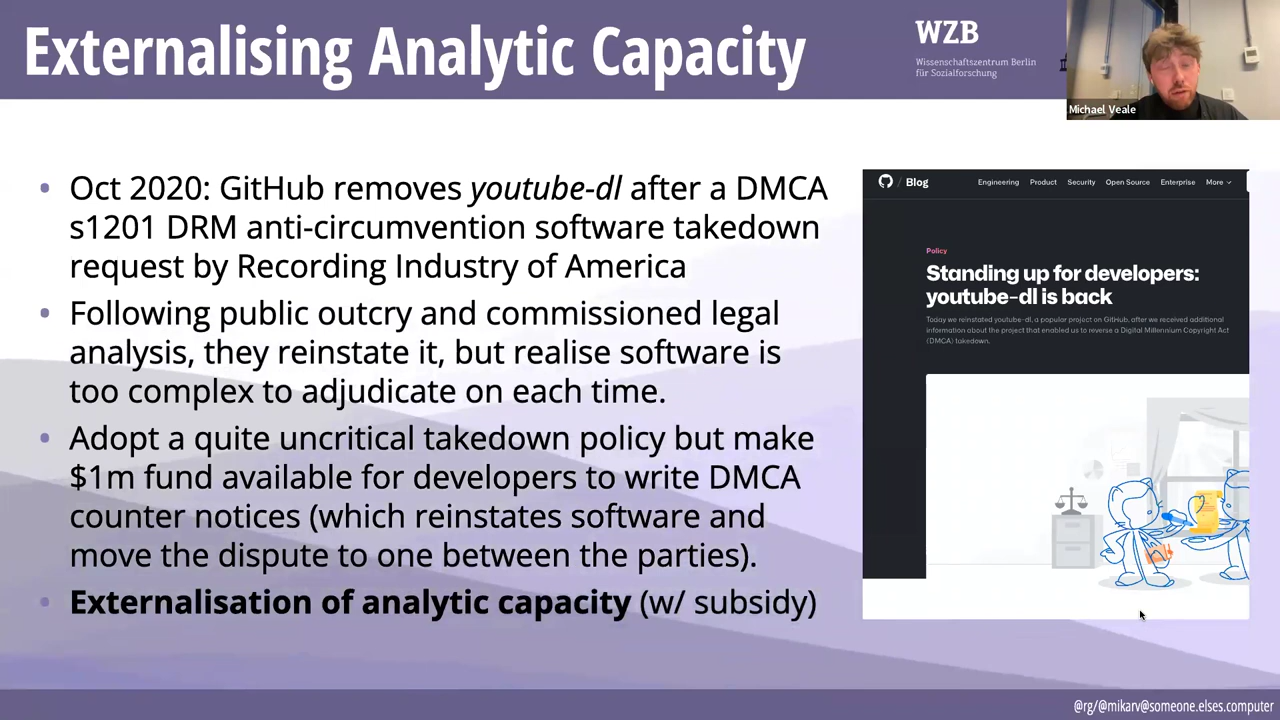 Externalising Analytic Capacity
WZB
Wissenschaftszentrum Berlin
für Sozialforschung
Michael Veale
• Oct 2020: GitHub removes youtube-dl after a DMCA
s1201 DRM anti-circumvention software takedown
request by Recording Industry of America
• Following public outcry and commissioned legal
analysis, they reinstate it, but realise software is
too complex to adjudicate on each time.
• Adopt a quite uncritical takedown policy but make
$1m fund available for developers to write DMCA
counter notices (which reinstates software and
move the dispute to one between the parties).
• Externalisation of analytic capacity (w/ subsidy)
/ Blog Engineering Product Security Open Source Enterprise More
Policy
Standing up for developers:
youtube-dl is back
Today we reinstated youtube-dl, a popular project on GitHub, after we received additional
information about the project that enabled us to reverse a Digital Millennium Copyright Act
(DMCA) takedown.
@rg/@mikarv@someone.elses.computer